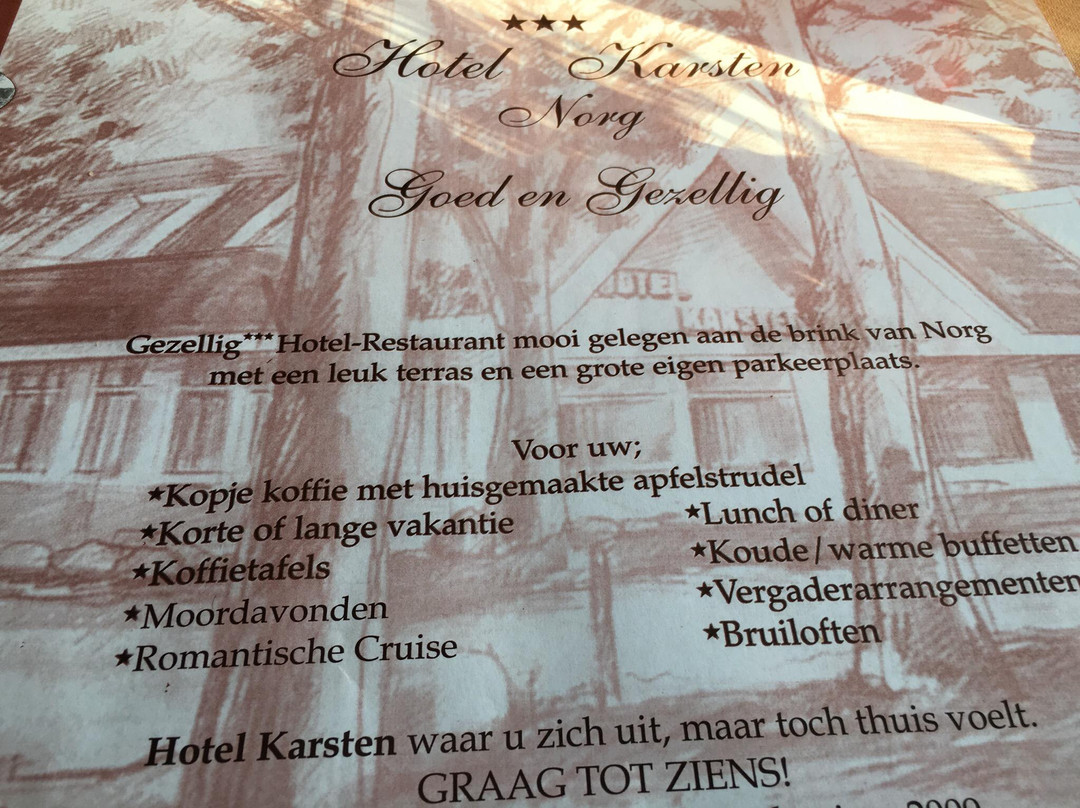 ★★★
Hotel Karsten
Norg
Goed en Gezellig
HOTEL
KARSTEN
Gezellig*** Hotel-Restaurant mooi gelegen aan de brink van Norg
met een leuk terras en een grote eigen parkeerplaats.
Voor uw;
★Kopje koffie met huisgemaakte apfelstrudel
★Korte of lange vakantie
★Koffietafels
★Moordavonden
★Romantische Cruise
★Lunch of diner
★Koude/warme buffetten
★Vergaderarrangementen
★Bruiloften
Hotel Karsten waar u zich uit, maar toch thuis voelt.
GRAAG TOT ZIENS!